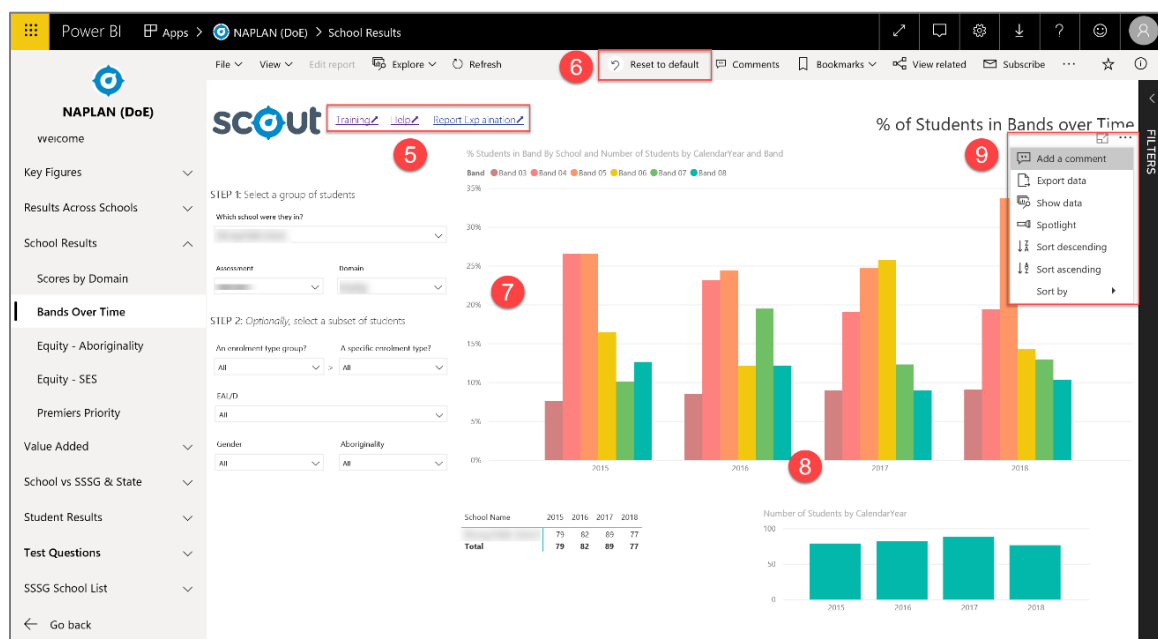 Power BI Apps > NAPLAN (DoE) > School Results
File View Edit report Explore Refresh 6 Reset to default Comments Bookmarks View related Subscribe ...
NAPLAN (DoE)
welcome
Key Figures
Results Across Schools
School Results
Scores by Domain
Bands Over Time
Equity - Aboriginality
Equity - SES
Premiers Priority
Value Added
School vs SSSG & State
Student Results
Test Questions
SSSG School List
Go back
scout Training Help Report Explaination
5
STEP 1: Select a group of students
Which school were they in?
Assessment Domain
STEP 2: Optionally, select a subset of students
An enrolment type group? A specific enrolment type?
All > All
EAL/D
All
Gender Aboriginality
All All
% of Students in Bands over Time
FILTERS
9
Add a comment
Export data
Show data
Spotlight
Sort descending
Sort ascending
Sort by
% Students in Band By School and Number of Students by CalendarYear and Band
Band Band 03 Band 04 Band 05 Band 06 Band 07 Band 08
35%
30%
25%
7
20%
15%
10%
5%
0%
2015 2016 2017 2018
8
School Name 2015 2016 2017 2018
79 82 89 77
Total 79 82 89 77
Number of Students by CalendarYear
100
50
0
2015 2016 2017 2018